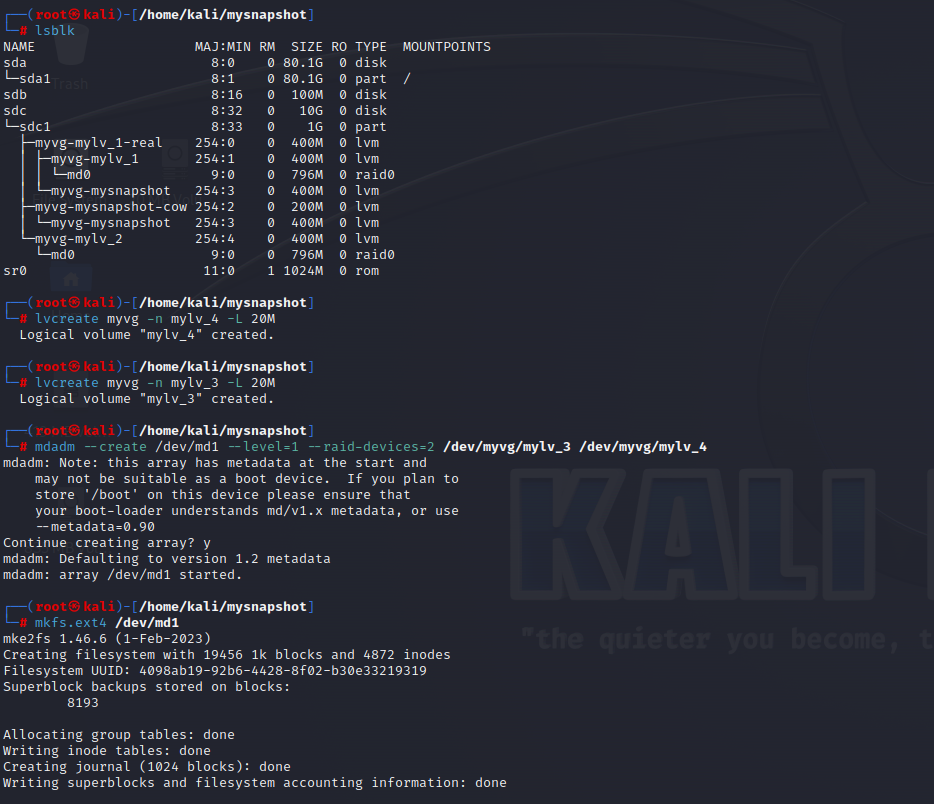 ┌──(root㉿kali)-[/home/kali/mysnapshot]
└─# lsblk
NAME                    MAJ:MIN RM  SIZE RO TYPE  MOUNTPOINTS
sda                       8:0    0 80.1G  0 disk
└─sda1                    8:1    0 80.1G  0 part  /
sdb                       8:16   0  100M  0 disk
sdc                       8:32   0   10G  0 disk
└─sdc1                    8:33   0    1G  0 part
  ├─myvg-mylv_1-real    254:0    0  400M  0 lvm
  │ ├─myvg-mylv_1       254:1    0  400M  0 lvm
  │ │ └─md0               9:0    0  796M  0 raid0
  │ └─myvg-mysnapshot   254:3    0  400M  0 lvm
  ├─myvg-mysnapshot-cow 254:2    0  200M  0 lvm
  │ └─myvg-mysnapshot   254:3    0  400M  0 lvm
  └─myvg-mylv_2         254:4    0  400M  0 lvm
    └─md0                 9:0    0  796M  0 raid0
sr0                      11:0    1 1024M  0 rom
┌──(root㉿kali)-[/home/kali/mysnapshot]
└─# lvcreate myvg -n mylv_4 -L 20M
  Logical volume "mylv_4" created.
┌──(root㉿kali)-[/home/kali/mysnapshot]
└─# lvcreate myvg -n mylv_3 -L 20M
  Logical volume "mylv_3" created.
┌──(root㉿kali)-[/home/kali/mysnapshot]
└─# mdadm --create /dev/md1 --level=1 --raid-devices=2 /dev/myvg/mylv_3 /dev/myvg/mylv_4
mdadm: Note: this array has metadata at the start and
    may not be suitable as a boot device.  If you plan to
    store '/boot' on this device please ensure that
    your boot-loader understands md/v1.x metadata, or use
    --metadata=0.90
Continue creating array? y
mdadm: Defaulting to version 1.2 metadata
mdadm: array /dev/md1 started.
┌──(root㉿kali)-[/home/kali/mysnapshot]
└─# mkfs.ext4 /dev/md1
mke2fs 1.46.6 (1-Feb-2023)
Creating filesystem with 19456 1k blocks and 4872 inodes
Filesystem UUID: 4098ab19-92b6-4428-8f02-b30e33219319
Superblock backups stored on blocks:
        8193
Allocating group tables: done
Writing inode tables: done
Creating journal (1024 blocks): done
Writing superblocks and filesystem accounting information: done
Trash
KALI
"the quieter you become,